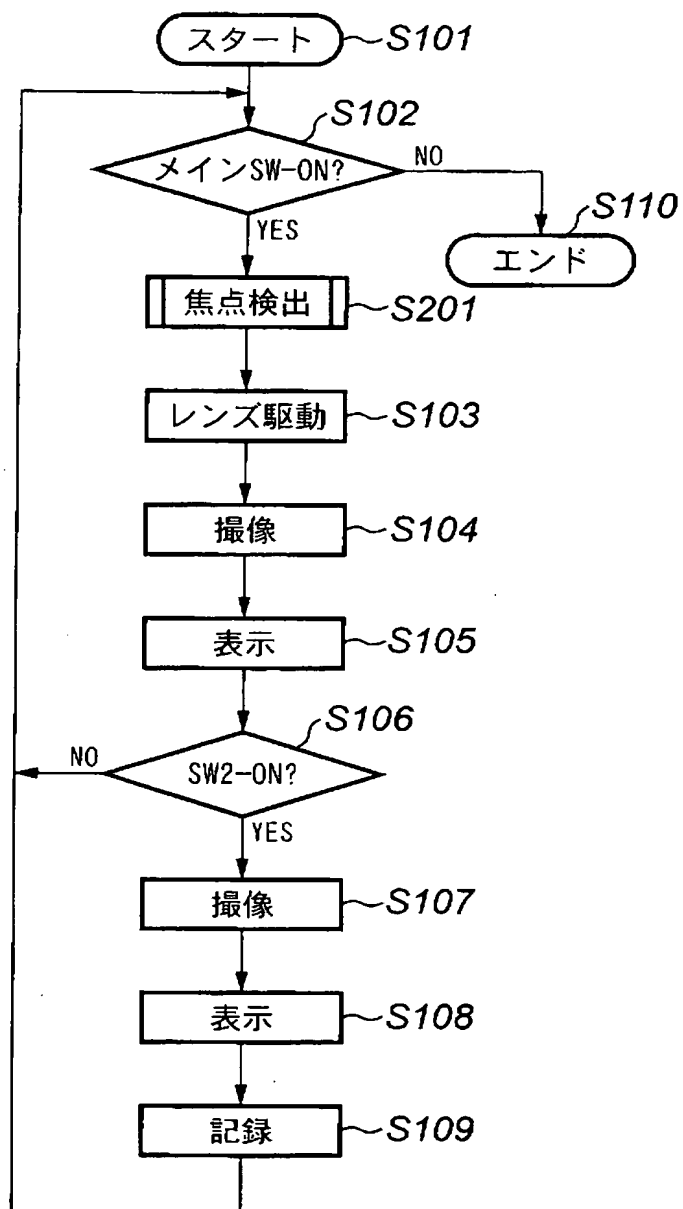 スタート S101
S102
メインSW-ON? NO
YES
S110
エンド
焦点検出 S201
レンズ駆動 S103
撮像 S104
表示 S105
S106
NO SW2-ON?
YES
撮像 S107
表示 S108
記録 S109